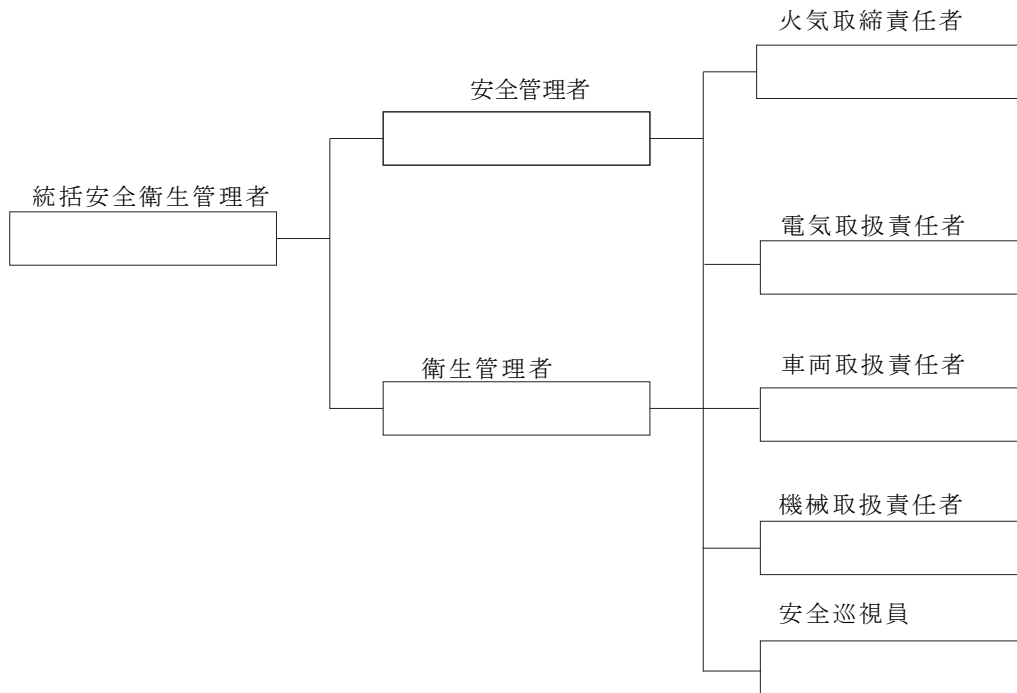 火気取締責任者
安全管理者
統括安全衛生管理者
電気取扱責任者
衛生管理者
車両取扱責任者
機械取扱責任者
安全巡視員